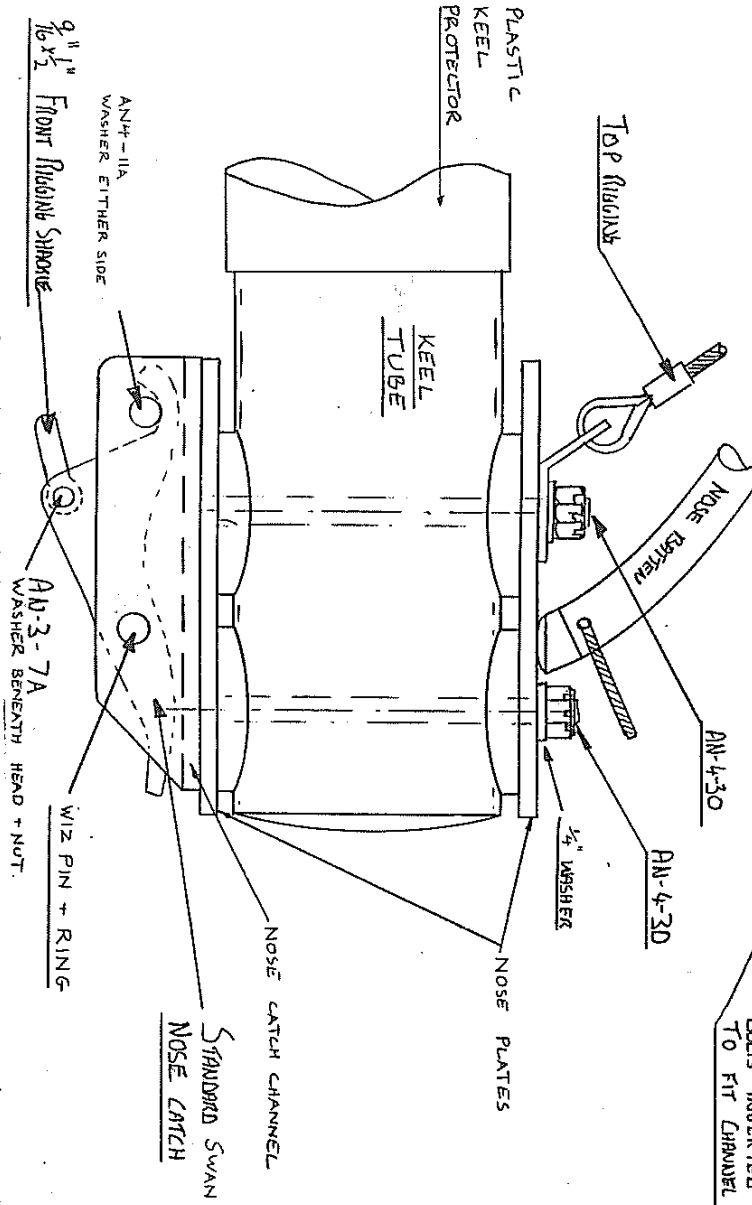 PLASTIC
KEEL
PROTECTOR
TOP RIGGING
KEEL
TUBE
NOSE BATTEN
AN-4-30
AN-4-30
1/4" WASHER
NOSE PLATES
TO FIT CHANNEL
NOSE CATCH CHANNEL
STANDARD SWAN
NOSE CATCH
WIZ PIN + RING
AN-3-7A
WASHER BENEATH HEAD + NUT.
AN4-11A
WASHER EITHER SIDE
9/16" x 1/2" FRONT RIGGING SHACKLE